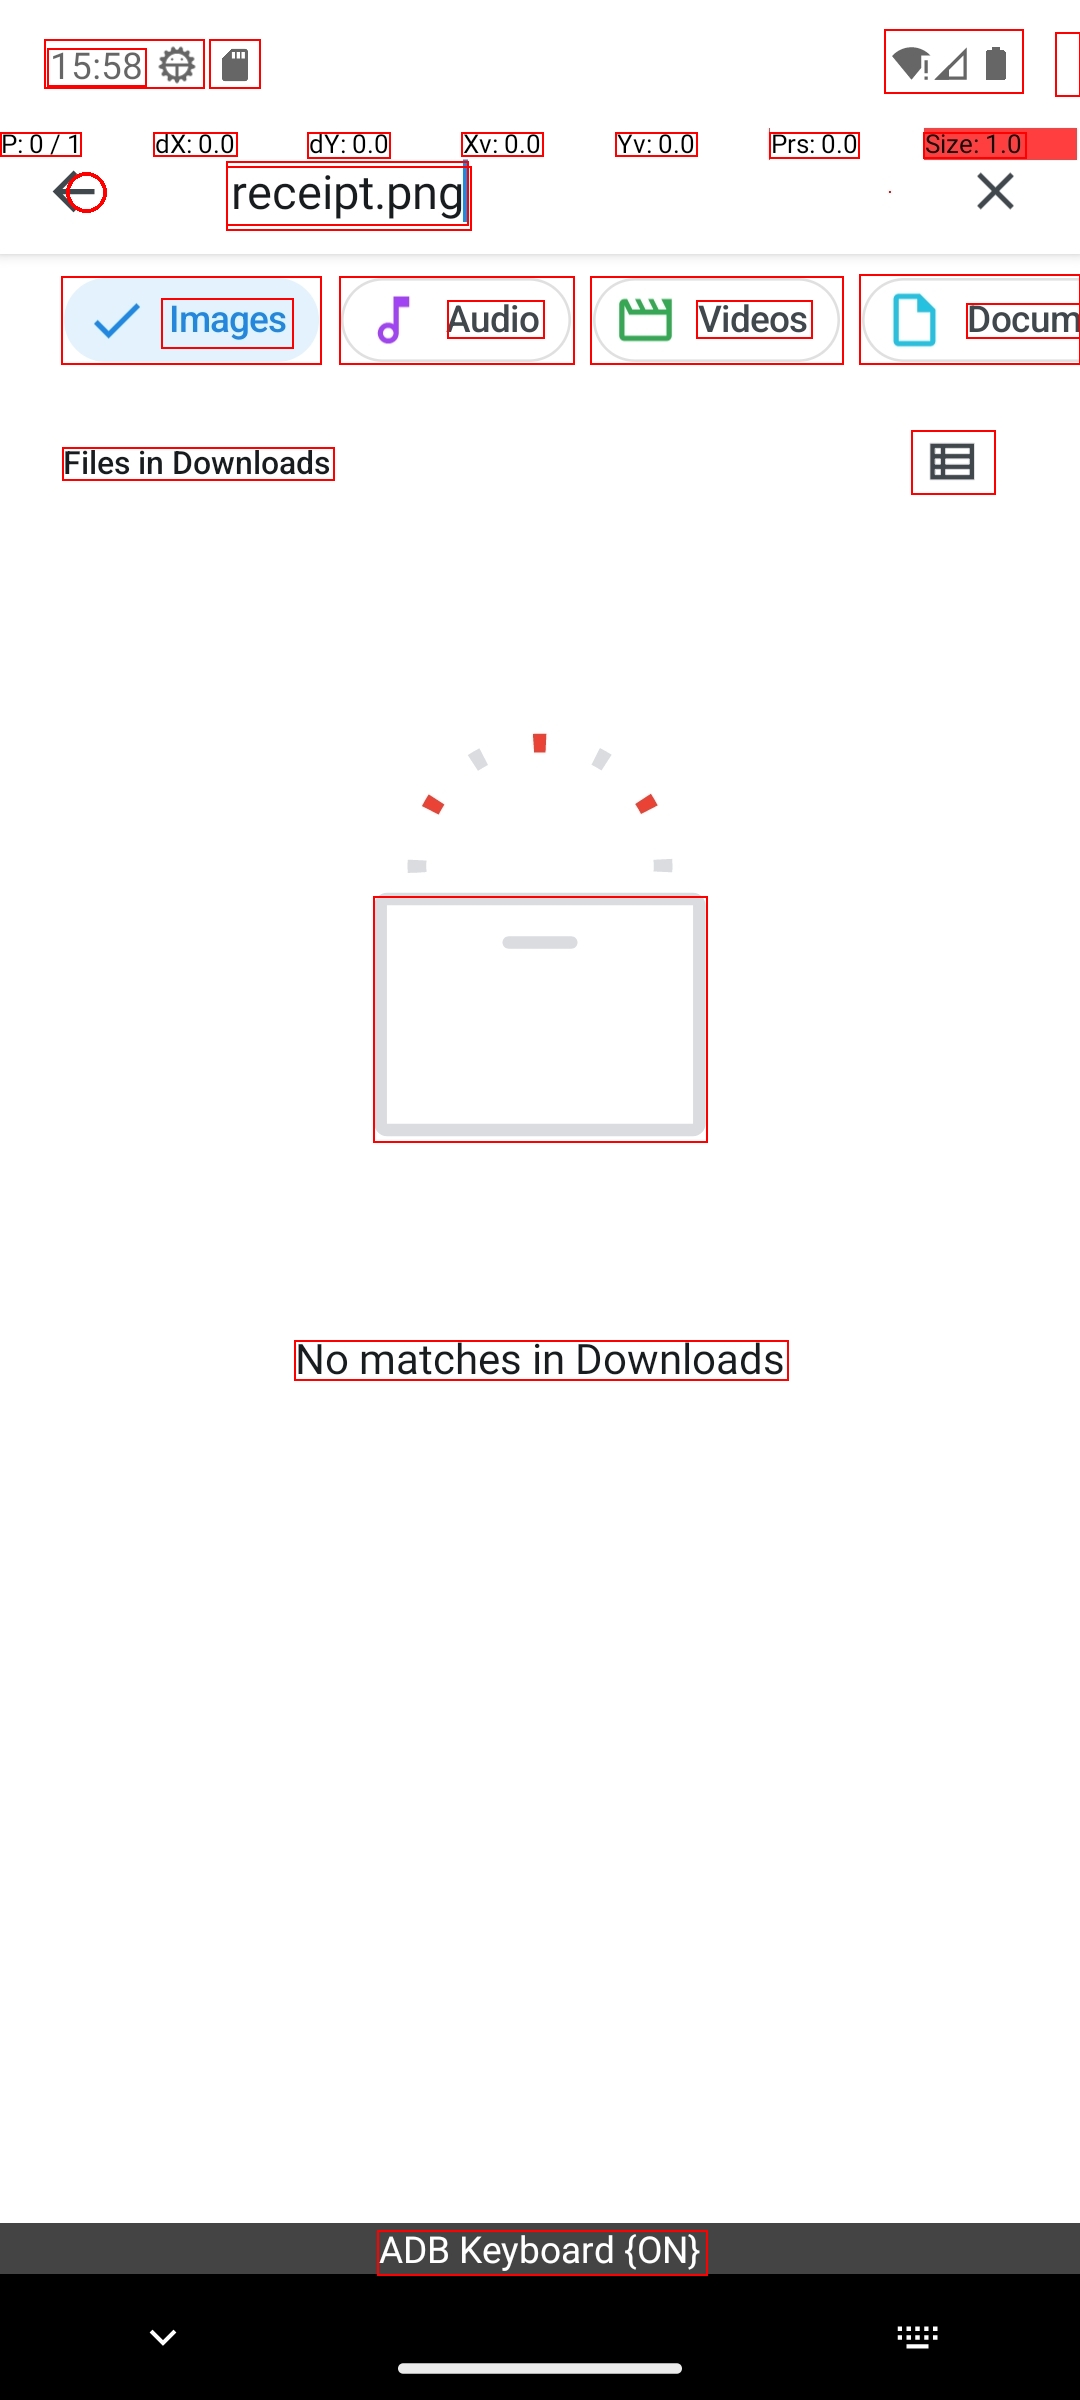 15:58
P: 0 / 1 dX: 0.0 dY: 0.0 Xv: 0.0 Yv: 0.0 Prs: 0.0 Size: 1.0
receipt.png
Images Audio Videos Docum
Files in Downloads
No matches in Downloads
ADB Keyboard {ON}